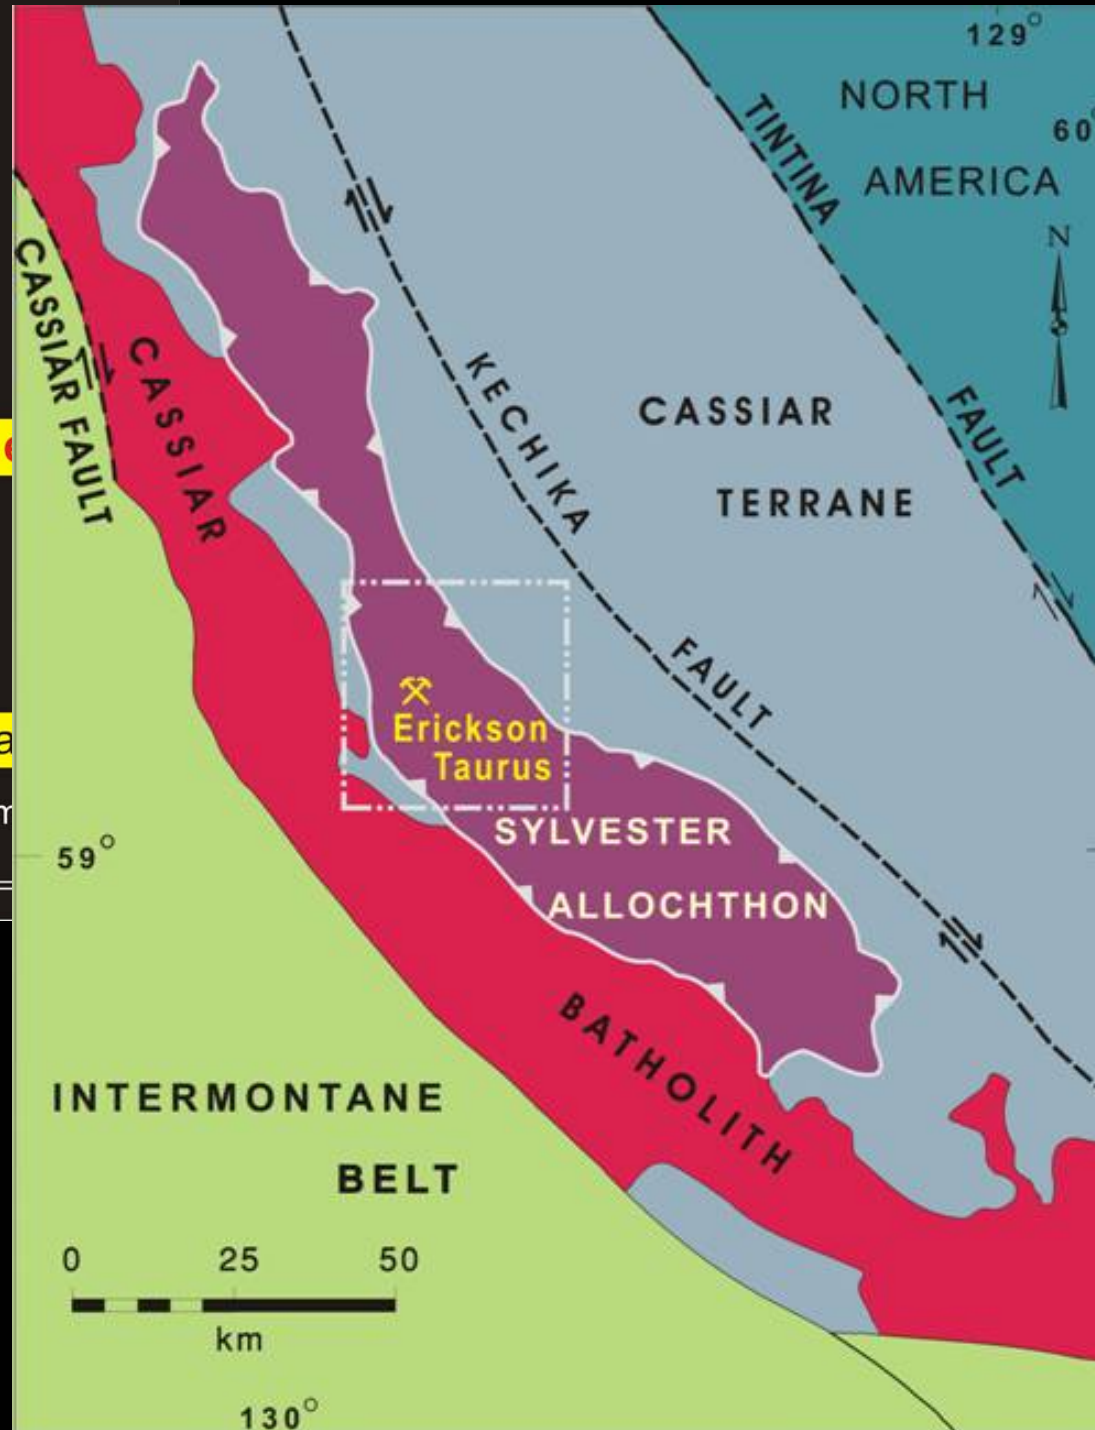 129°
NORTH
60°
AMERICA
TINTINA
N
CASSIAR FAULT
CASSIAR
KECHIKA
CASSIAR
FAULT
TERRANE
FAULT
Erickson
Taurus
SYLVESTER
59°
ALLOCHTHON
BATHOLITH
INTERMONTANE
BELT
0 25 50
km
130°